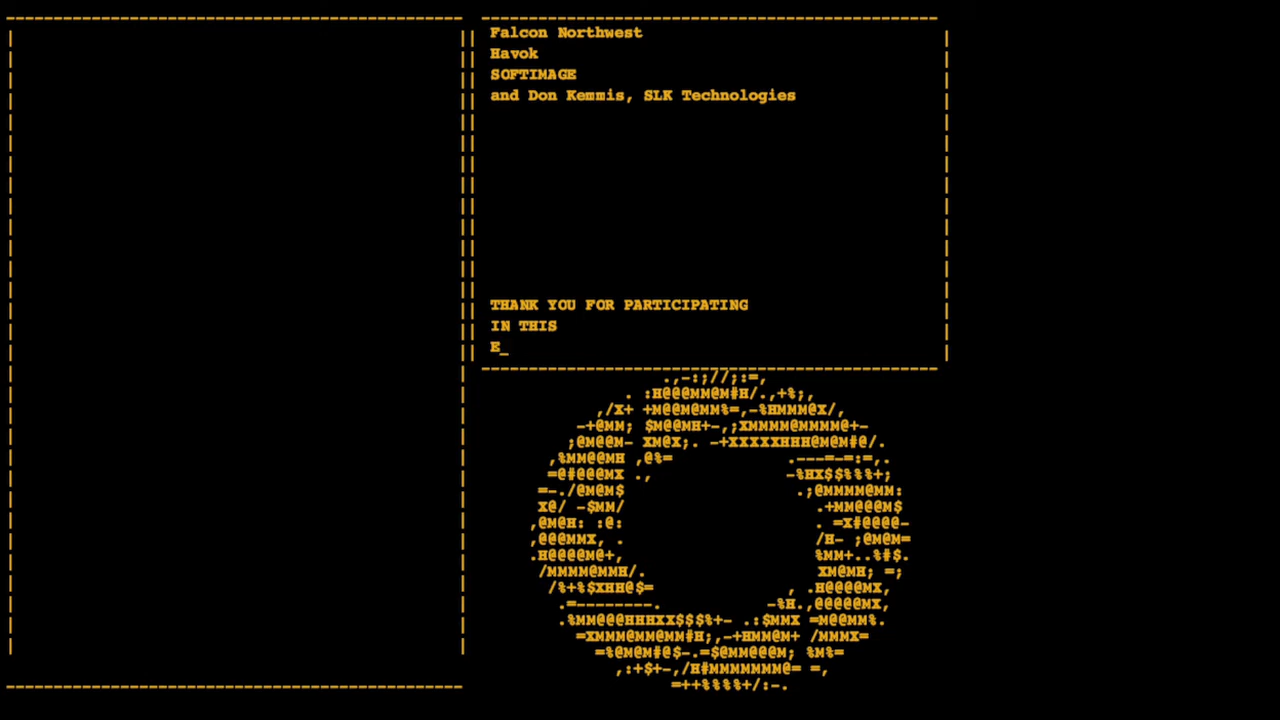 Falcon Northwest
Havok
SOFTIMAGE
and Don Kemmis, SLK Technologies
THANK YOU FOR PARTICIPATING
IN THIS
E_